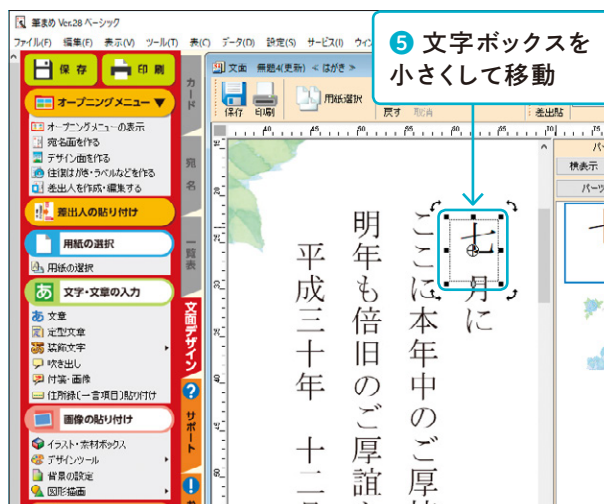 筆まめ Ver.28 ベーシック
ファイル(F) 編集(E) 表示(V) ツール(T) 表(C) データ(D) 設定(S) サービス(I)
❺ 文字ボックスを
小さくして移動
保存 印刷
オープニングメニュー ▼
オープニングメニューの表示
宛名面を作る
デザイン面を作る
往復はがき・ラベルなどを作る
差出人を作成・編集する
差出人の貼り付け
用紙の選択
用紙の選択
あ 文字・文章の入力
あ 文章
定型文章
装飾文字
吹き出し
付箋・画像
住所録(一言項目)貼り付け
画像の貼り付け
イラスト・素材ボックス
デザインツール
背景の設定
図形描画
カード
宛名
一覧表
文面デザイン
?
サポート
!
文面 無題4(更新) < はがき >
保存 印刷 用紙選択 戻す 取消 差出貼
横表示
七月に
ここに本年中のご厚
明年も倍旧のご厚誼
平成三十年 十二